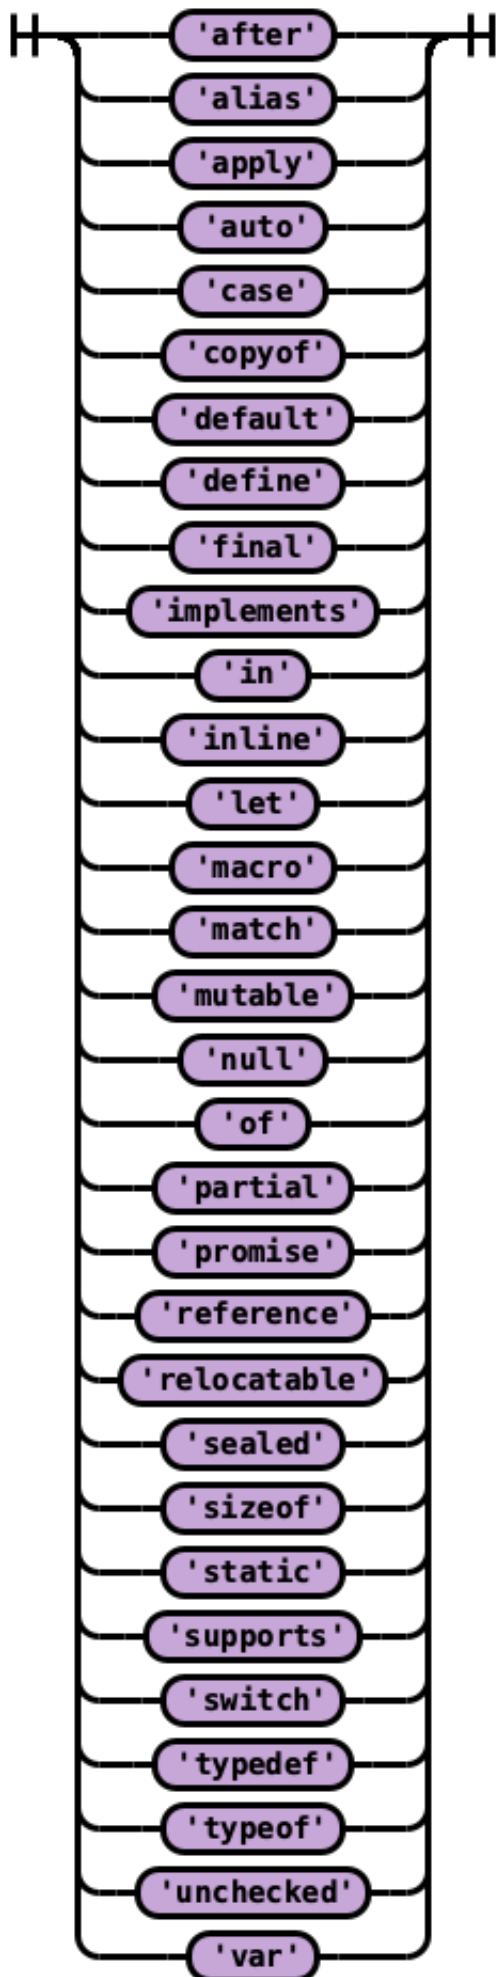 'after'
'alias'
'apply'
'auto'
'case'
'copyof'
'default'
'define'
'final'
'implements'
'in'
'inline'
'let'
'macro'
'match'
'mutable'
'null'
'of'
'partial'
'promise'
'reference'
'relocatable'
'sealed'
'sizeof'
'static'
'supports'
'switch'
'typedef'
'typeof'
'unchecked'
'var'